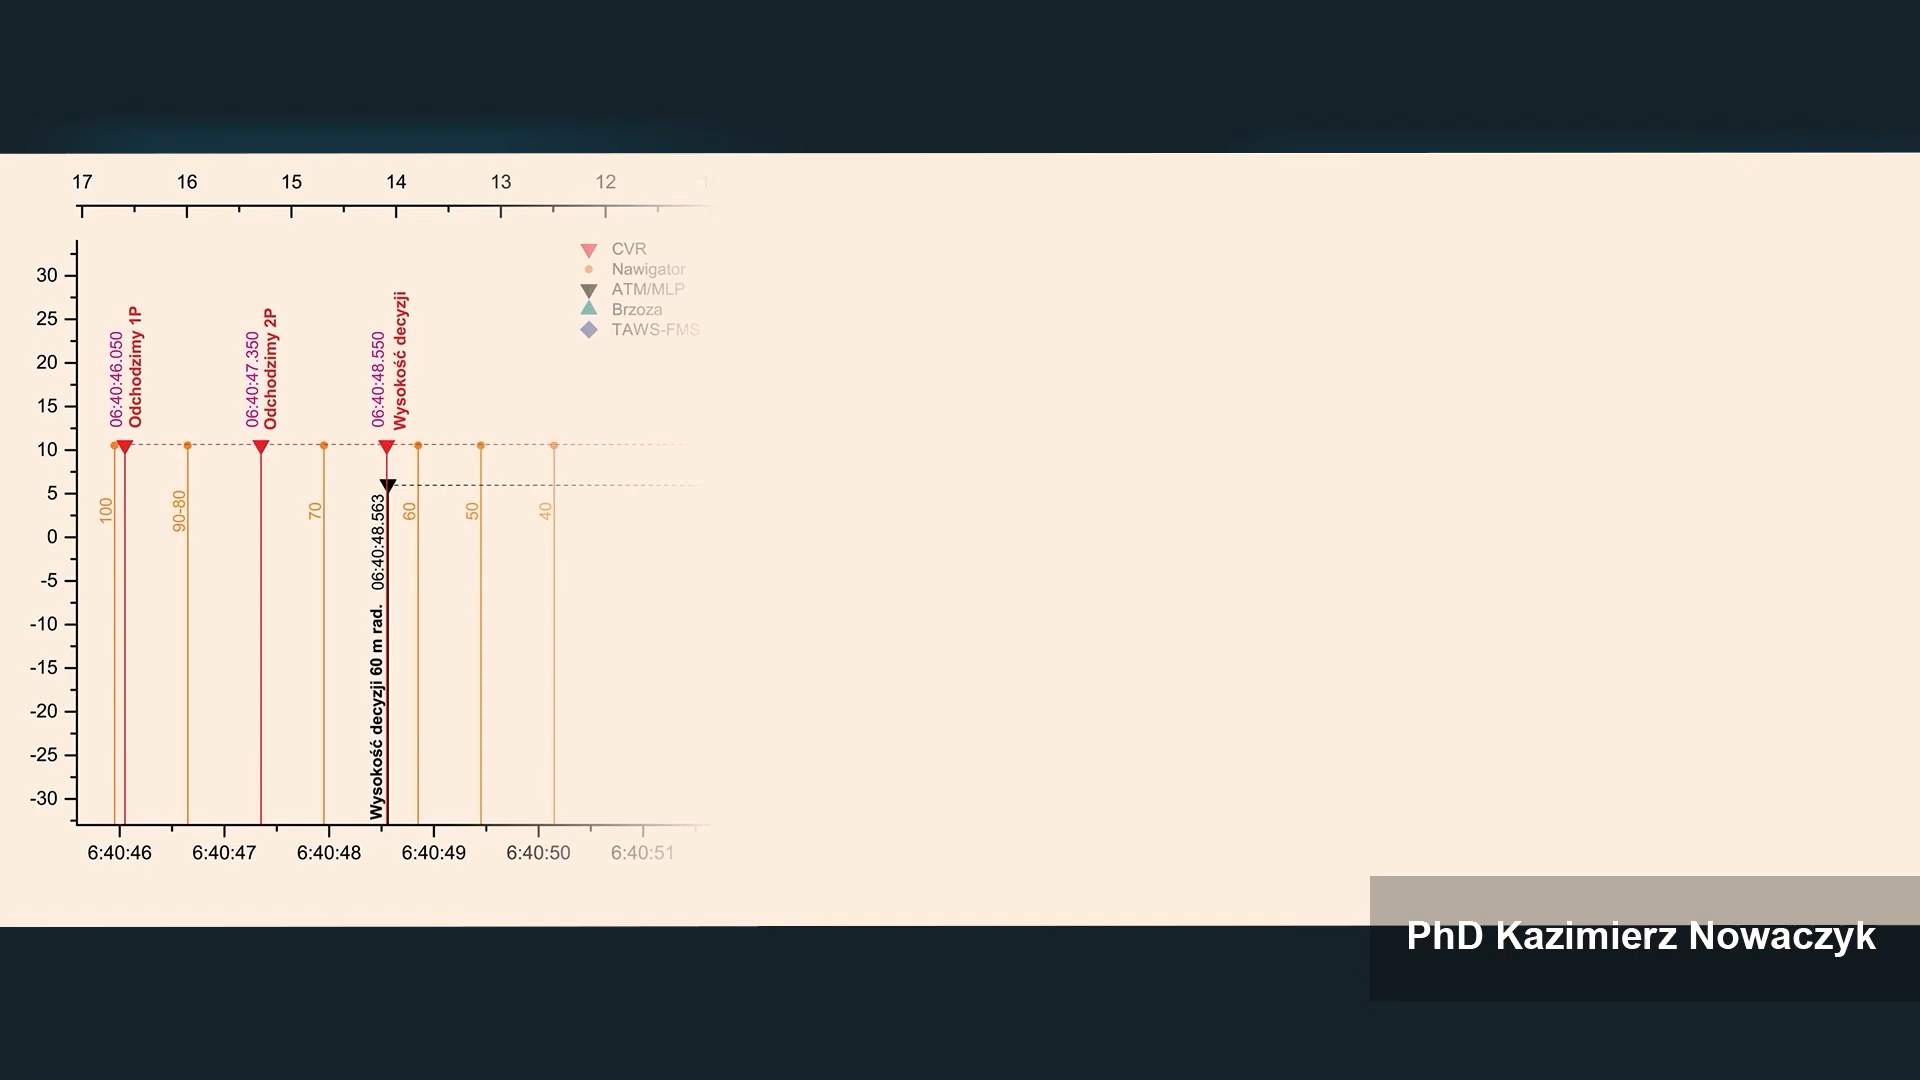 17 16 15 14 13 12
CVR
Nawigator
ATM/MLP
Brzoza
TAWS-FMS
30
25
20
15
10
5
0
-5
-10
-15
-20
-25
-30
06:40:46.050
Odchodzimy 1P
06:40:47.350
Odchodzimy 2P
06:40:48.550
Wysokość decyzji
100
90-80
70
60
50
40
Wysokość decyzji 60 m rad. 06:40:48.563
6:40:46 6:40:47 6:40:48 6:40:49 6:40:50 6:40:51
PhD Kazimierz Nowaczyk